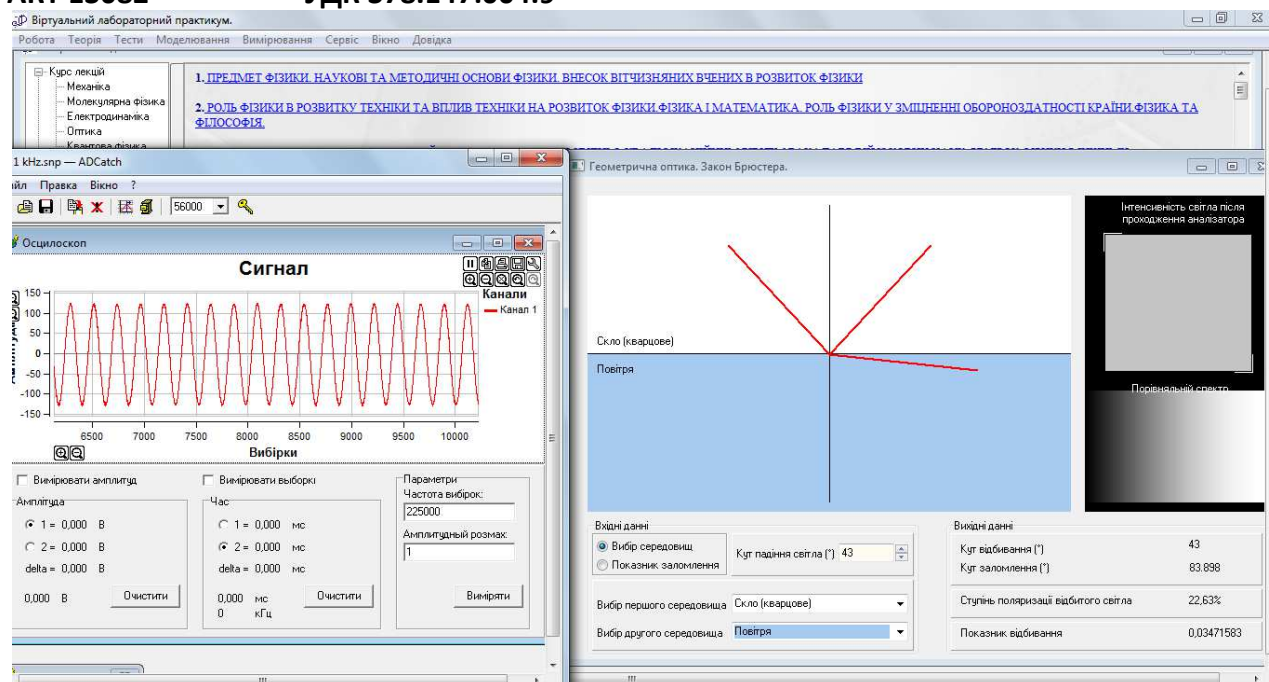 Віртуальний лабораторний практикум.
Робота Теорія Тести Моделювання Вимірювання Сервіс Вікно Довідка
Курс лекцій
Механіка
Молекулярна фізика
Електродинаміка
Оптика
Квантова фізика
1. ПРЕДМЕТ ФІЗИКИ. НАУКОВІ ТА МЕТОДИЧНІ ОСНОВИ ФІЗИКИ. ВНЕСОК ВІТЧИЗНЯНИХ ВЧЕНИХ В РОЗВИТОК ФІЗИКИ
2. РОЛЬ ФІЗИКИ В РОЗВИТКУ ТЕХНІКИ ТА ВПЛИВ ТЕХНІКИ НА РОЗВИТОК ФІЗИКИ.ФІЗИКА І МАТЕМАТИКА. РОЛЬ ФІЗИКИ У ЗМІЦНЕННІ ОБОРОНОЗДАТНОСТІ КРАЇНИ.ФІЗИКА ТА
ФІЛОСОФІЯ.
1 kHz.snp — ADCatch
Правка Вікно ?
56000
Осцилоскоп
Сигнал
Канали
Канал 1
150
100
50
0
-50
-100
-150
6500 7000 7500 8000 8500 9000 9500 10000
Вибірки
Вимірювати амплитуд
Амплітуда
1 = 0,000 В
2 = 0,000 В
delta = 0,000 В
0,000 В Очистити
Вимірювати выборкі
Час
1 = 0,000 мс
2 = 0,000 мс
delta = 0,000 мс
0,000 мс Очистити
0 кГц
Параметри
Частота вибірок:
225000
Амплитудный розмах:
1
Виміряти
Геометрична оптика. Закон Брюстера.
Скло (кварцове)
Повітря
Інтенсивність світла після
проходження аналізатора
Порівняльній спектр
Вхідні данні
Вибір середовищ
Показник заломлення
Кут падіння світла (°) 43
Вибір першого середовища Скло (кварцове)
Вибір другого середовища Повітря
Вихідні данні
Кут відбивання (°) 43
Кут заломлення (°) 83.898
Ступінь поляризації відбитого світла 22,63%
Показник відбивання 0,03471583